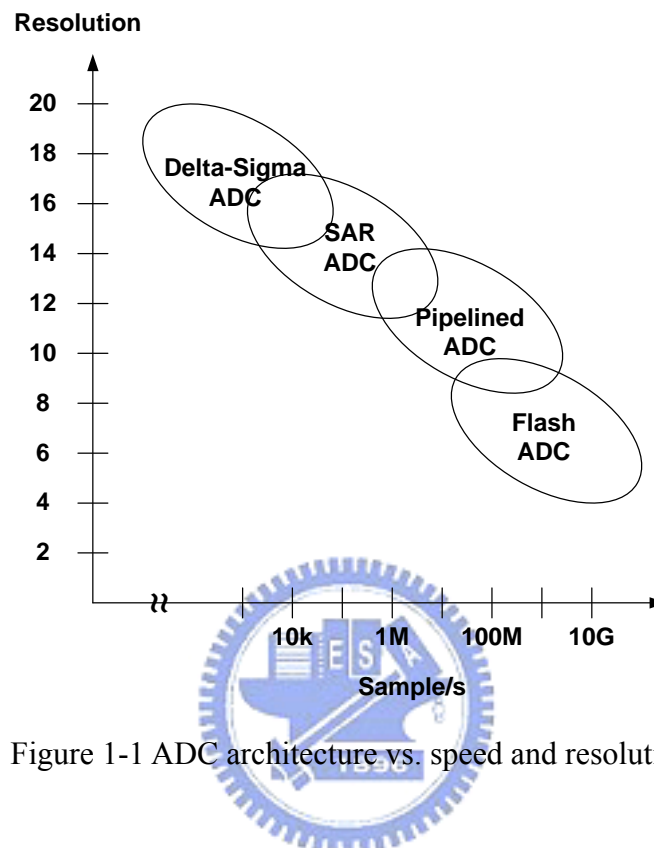 Resolution
20
18
16
14
12
10
8
6
4
2
Delta-Sigma
ADC
SAR
ADC
Pipelined
ADC
Flash
ADC
10k 1M 100M 10G
Sample/s
E S A
1896
Figure 1-1 ADC architecture vs. speed and resolut